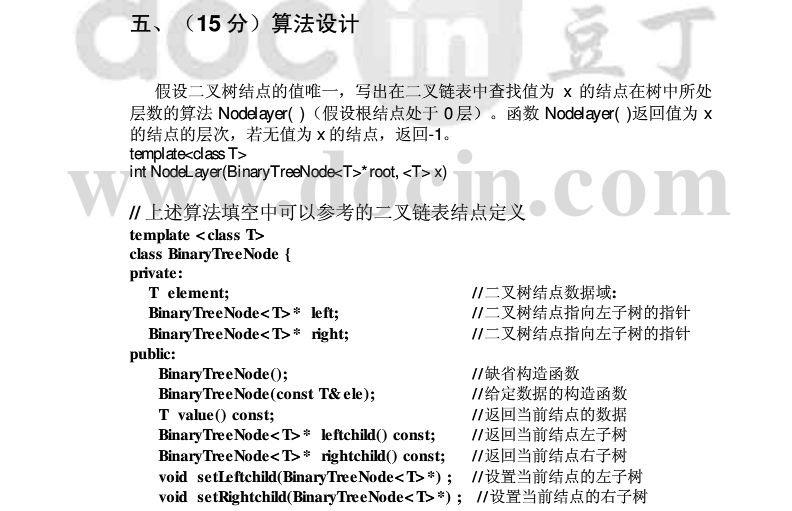 五、（15 分）算法设计
假设二叉树结点的值唯一，写出在二叉链表中查找值为 x 的结点在树中所处
层数的算法 Nodelayer( )（假设根结点处于 0 层）。函数 Nodelayer( )返回值为 x
的结点的层次，若无值为 x 的结点，返回-1。
template<class T>
int NodeLayer(BinaryTreeNode<T>* root, <T> x)
// 上述算法填空中可以参考的二叉链表结点定义
template <class T>
class BinaryTreeNode {
private:
T element; //二叉树结点数据域:
BinaryTreeNode<T>* left; //二叉树结点指向左子树的指针
BinaryTreeNode<T>* right; //二叉树结点指向左子树的指针
public:
BinaryTreeNode(); //缺省构造函数
BinaryTreeNode(const T& ele); //给定数据的构造函数
T value() const; //返回当前结点的数据
BinaryTreeNode<T>* leftchild() const; //返回当前结点左子树
BinaryTreeNode<T>* rightchild() const; //返回当前结点右子树
void setLeftchild(BinaryTreeNode<T>*) ; //设置当前结点的左子树
void setRightchild(BinaryTreeNode<T>*) ; //设置当前结点的右子树
docin 豆丁
www.docin.com